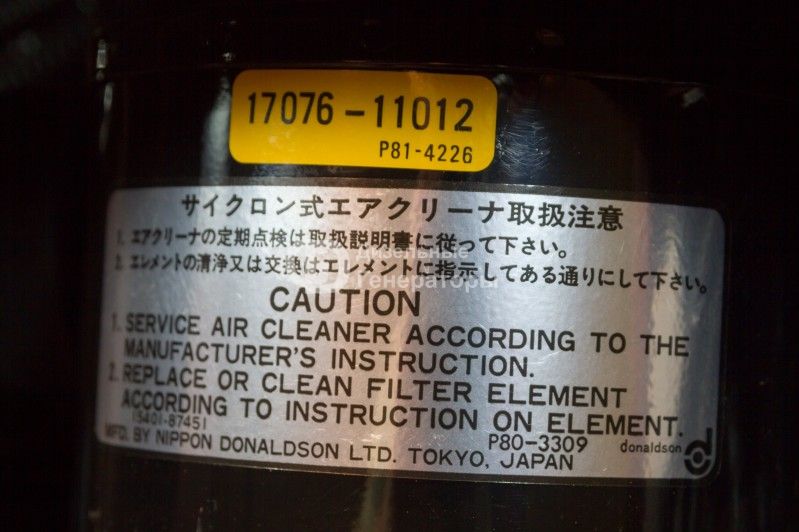 17076-11012
P81-4226
サイクロン式エアクリーナ取扱注意
1. エアクリーナの定期点検は取扱説明書に従って下さい。
2. エレメントの清浄又は交換はエレメントに指示してある通りにして下さい。
дизельные
генераторы
CAUTION
1. SERVICE AIR CLEANER ACCORDING TO THE
MANUFACTURER'S INSTRUCTION.
2. REPLACE OR CLEAN FILTER ELEMENT
ACCORDING TO INSTRUCTION ON ELEMENT.
15401-87451
P80-3309
MFD. BY NIPPON DONALDSON LTD. TOKYO, JAPAN
donaldson